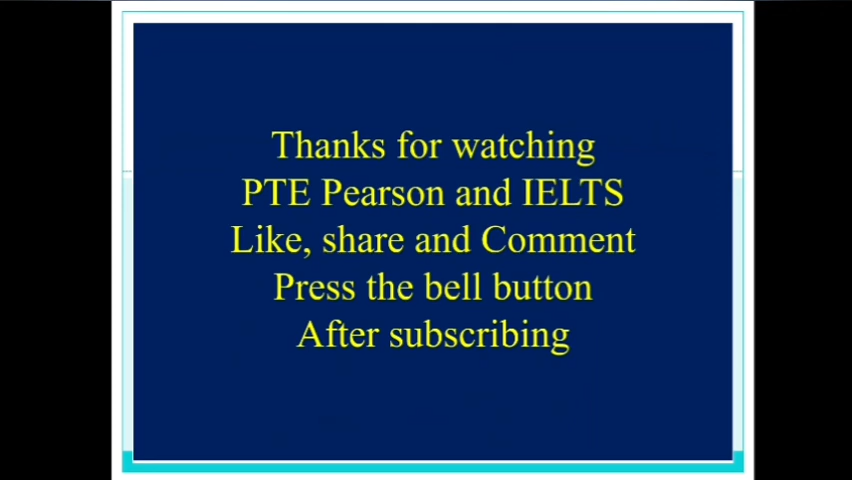 Thanks for watching
PTE Pearson and IELTS
Like, share and Comment
Press the bell button
After subscribing